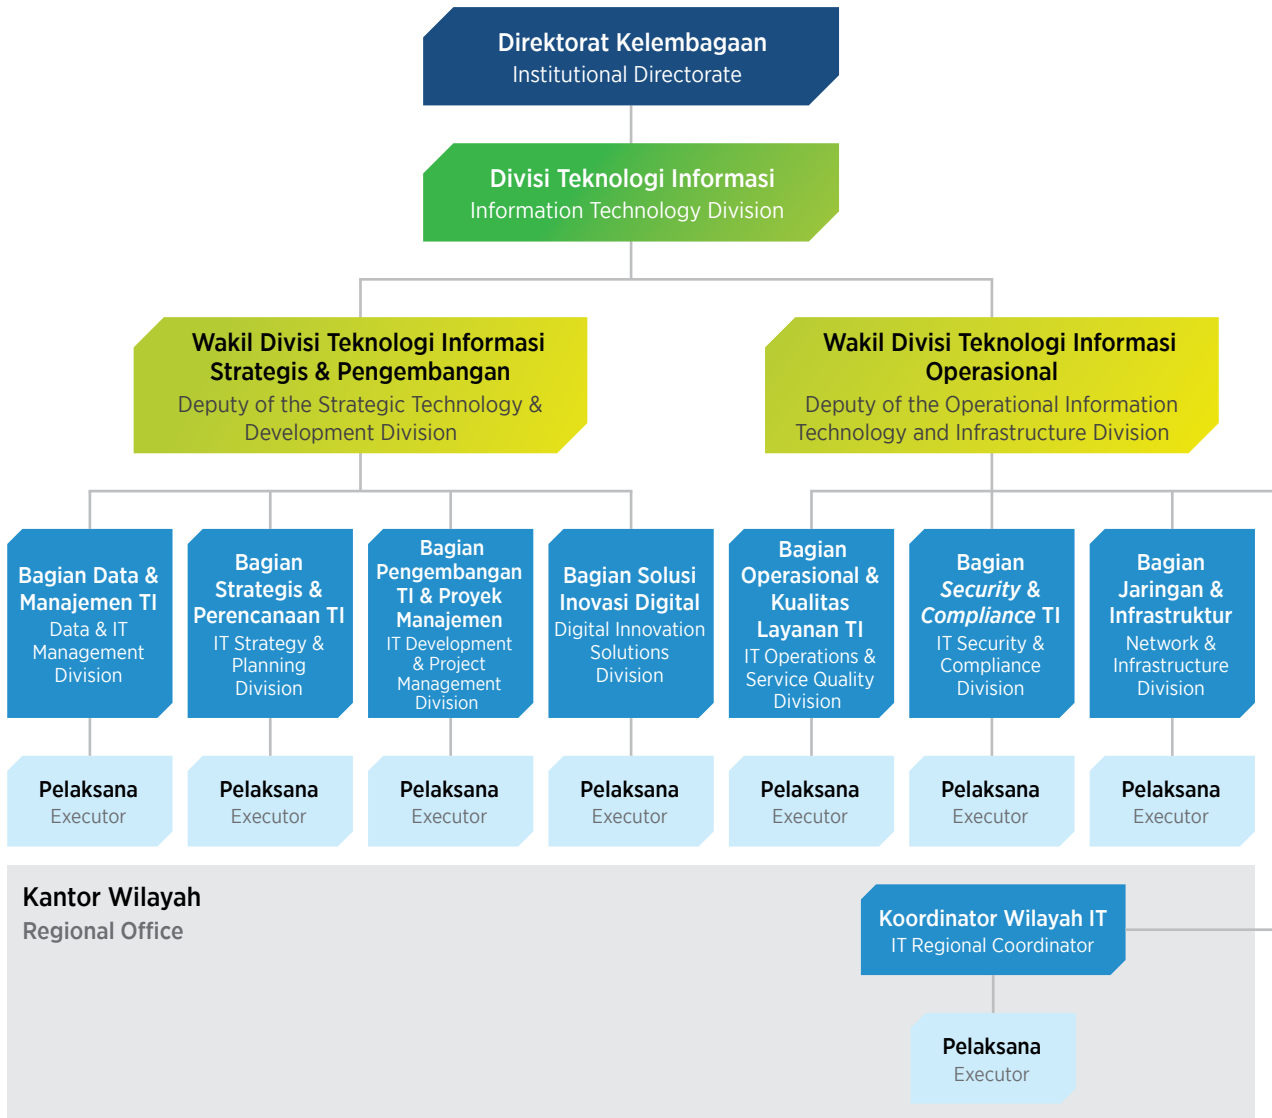 Direktorat Kelembagaan
Institutional Directorate
Divisi Teknologi Informasi
Information Technology Division
Wakil Divisi Teknologi Informasi
Strategis & Pengembangan
Deputy of the Strategic Technology &
Development Division
Wakil Divisi Teknologi Informasi
Operasional
Deputy of the Operational Information
Technology and Infrastructure Division
Bagian Data &
Manajemen TI
Data & IT
Management
Division
Bagian
Strategis &
Perencanaan TI
IT Strategy &
Planning
Division
Bagian
Pengembangan
TI & Proyek
Manajemen
IT Development
& Project
Management
Division
Bagian Solusi
Inovasi Digital
Digital Innovation
Solutions
Division
Bagian
Operasional &
Kualitas
Layanan TI
IT Operations &
Service Quality
Division
Bagian
Security &
Compliance TI
IT Security &
Compliance
Division
Bagian
Jaringan &
Infrastruktur
Network &
Infrastructure
Division
Pelaksana
Executor
Pelaksana
Executor
Pelaksana
Executor
Pelaksana
Executor
Pelaksana
Executor
Pelaksana
Executor
Pelaksana
Executor
Kantor Wilayah
Regional Office
Koordinator Wilayah IT
IT Regional Coordinator
Pelaksana
Executor